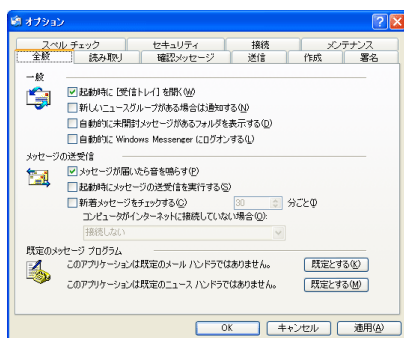 オプション
スペル チェック セキュリティ 接続 メンテナンス
全般 読み取り 確認メッセージ 送信 作成 署名
一般
起動時に [受信トレイ] を開く(W)
新しいニュースグループがある場合は通知する(N)
自動的に未開封メッセージがあるフォルダを表示する(D)
自動的に Windows Messenger にログオンする(L)
メッセージの送受信
メッセージが届いたら音を鳴らす(P)
起動時にメッセージの送受信を実行する(S)
新着メッセージをチェックする(C) 30 分ごと(I)
コンピュータがインターネットに接続していない場合(O):
接続しない
既定のメッセージ プログラム
このアプリケーションは既定のメール ハンドラではありません。 既定とする(K)
このアプリケーションは既定のニュース ハンドラではありません。 既定とする(M)
OK キャンセル 適用(A)